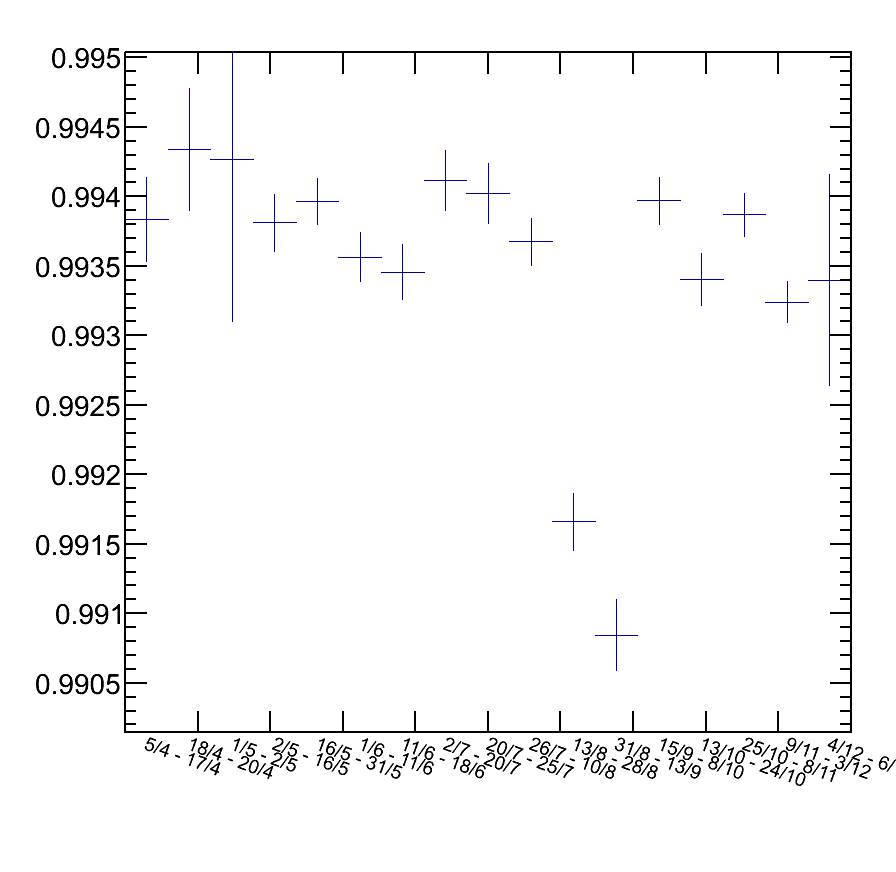 0.995
0.9945
0.994
0.9935
0.993
0.9925
0.992
0.9915
0.991
0.9905
5/4 - 17/4
18/4 - 20/4
1/5 - 2/5
2/5 - 16/5
16/5 - 31/5
1/6 - 11/6
11/6 - 18/6
2/7 - 20/7
20/7 - 25/7
26/7 - 10/8
13/8 - 28/8
31/8 - 13/9
15/9 - 8/10
13/10 - 24/10
25/10 - 8/11
9/11 - 3/12
4/12 - 6/